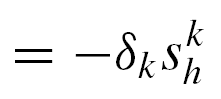 $= -\delta_k s_h^k$